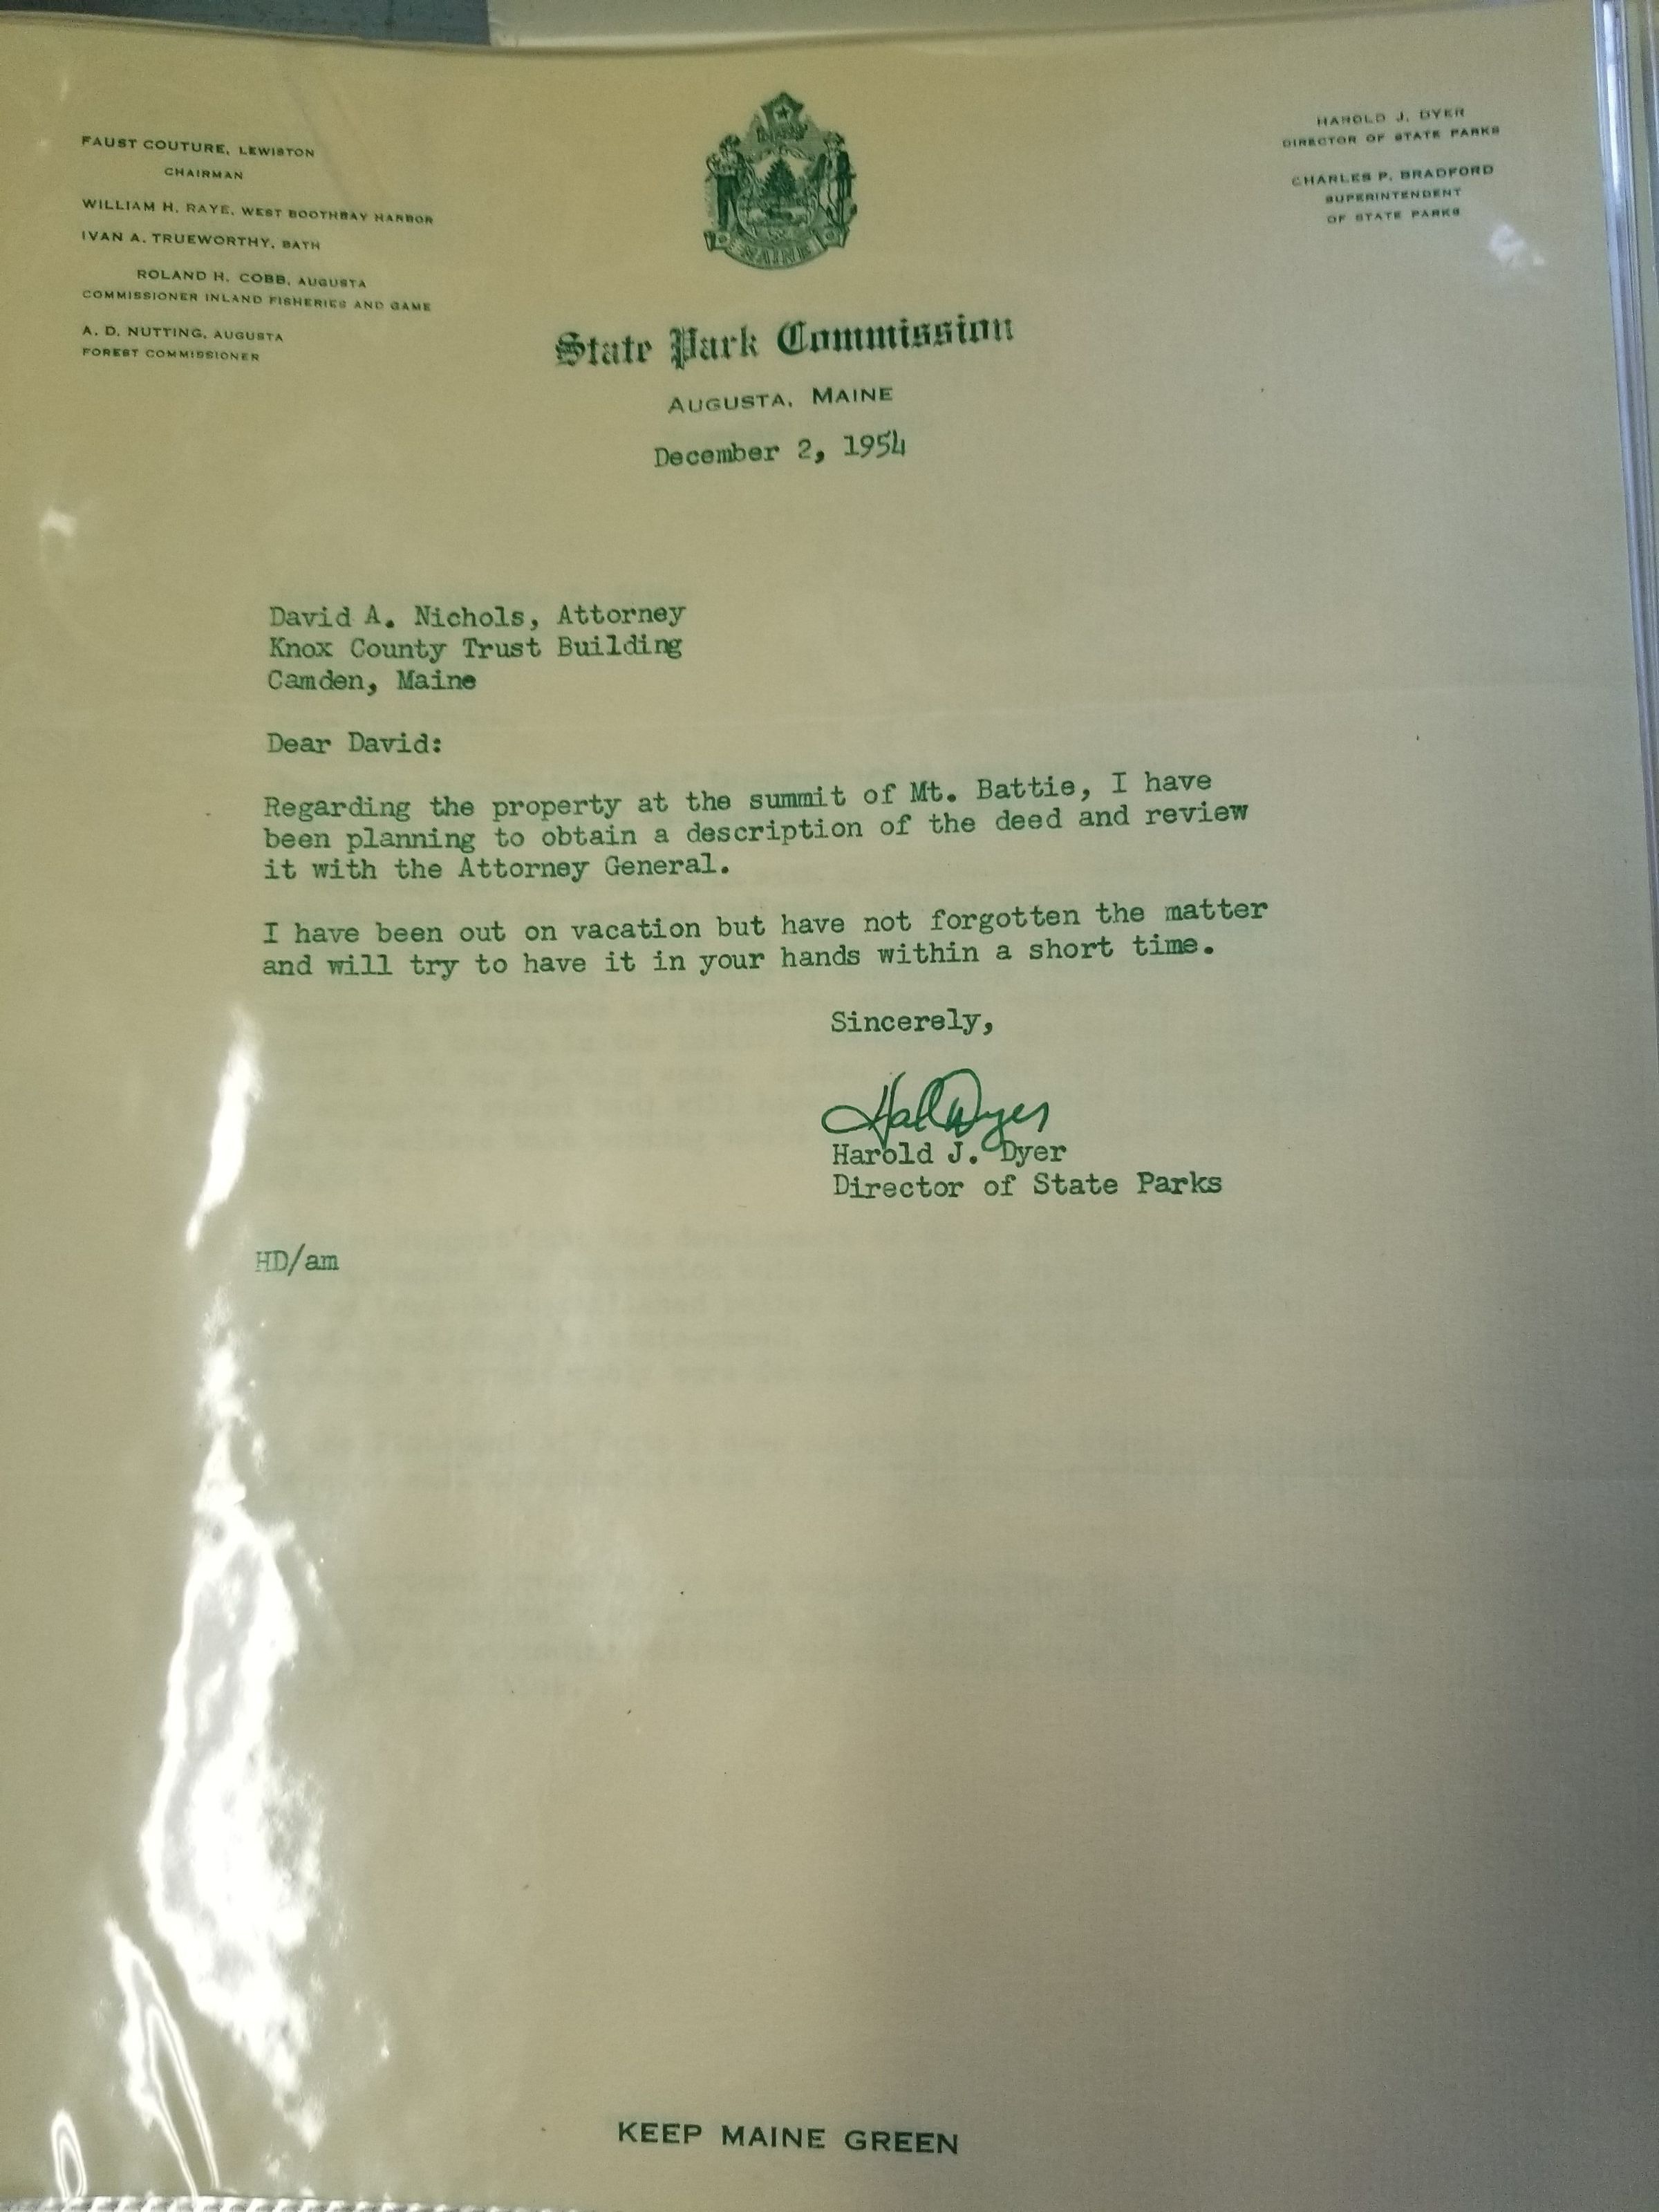 FAUST COUTURE, LEWISTON
CHAIRMAN
WILLIAM H. RAYE, WEST BOOTHBAY HARBOR
IVAN A. TRUEWORTHY, BATH
ROLAND H. COBB, AUGUSTA
COMMISSIONER INLAND FISHERIES AND GAME
A. D. NUTTING, AUGUSTA
FOREST COMMISSIONER
MAINE
HAROLD J. DYER
DIRECTOR OF STATE PARKS
CHARLES P. BRADFORD
SUPERINTENDENT
OF STATE PARKS
State Park Commission
AUGUSTA, MAINE
December 2, 1954
David A. Nichols, Attorney
Knox County Trust Building
Camden, Maine
Dear David:
Regarding the property at the summit of Mt. Battie, I have
been planning to obtain a description of the deed and review
it with the Attorney General.
I have been out on vacation but have not forgotten the matter
and will try to have it in your hands within a short time.
Sincerely,
Hal Dyer
Harold J. Dyer
Director of State Parks
HD/am
KEEP MAINE GREEN